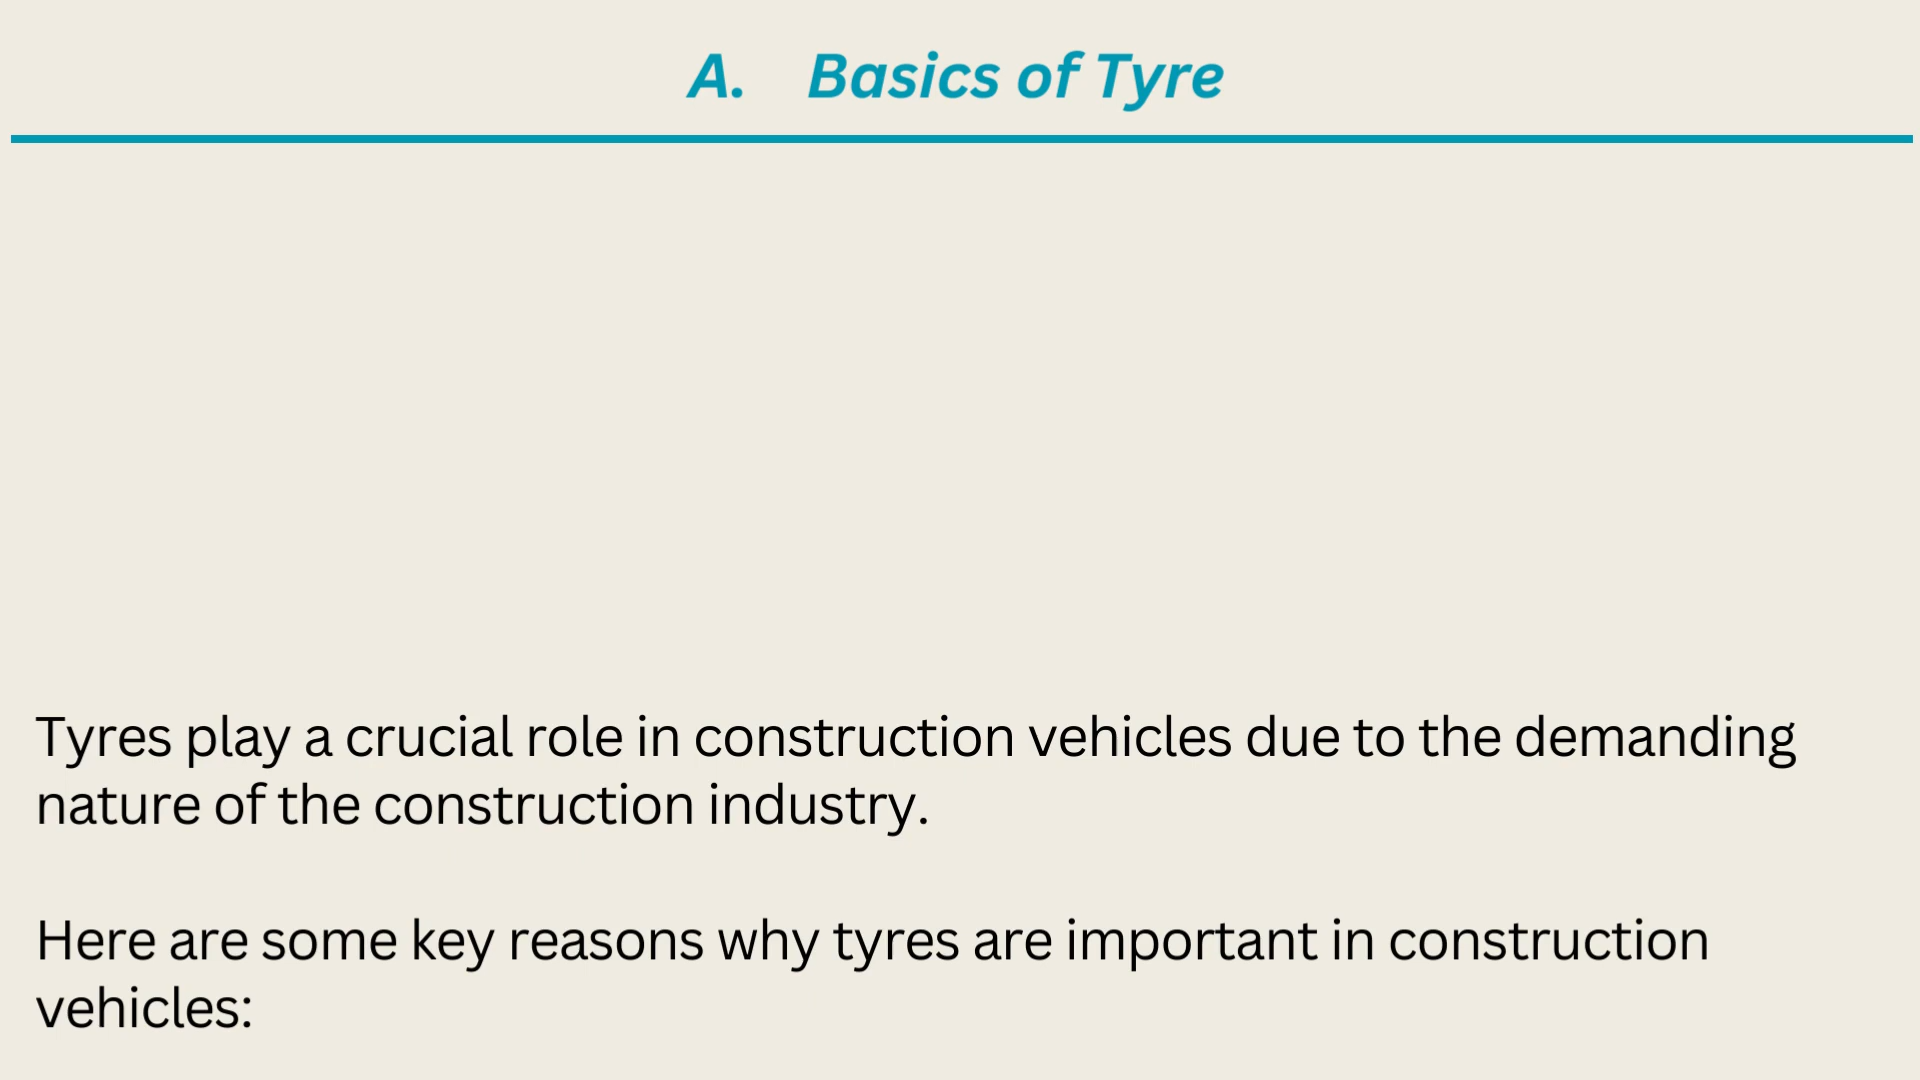 A. Basics of Tyre
Tyres play a crucial role in construction vehicles due to the demanding
nature of the construction industry.
Here are some key reasons why tyres are important in construction
vehicles: